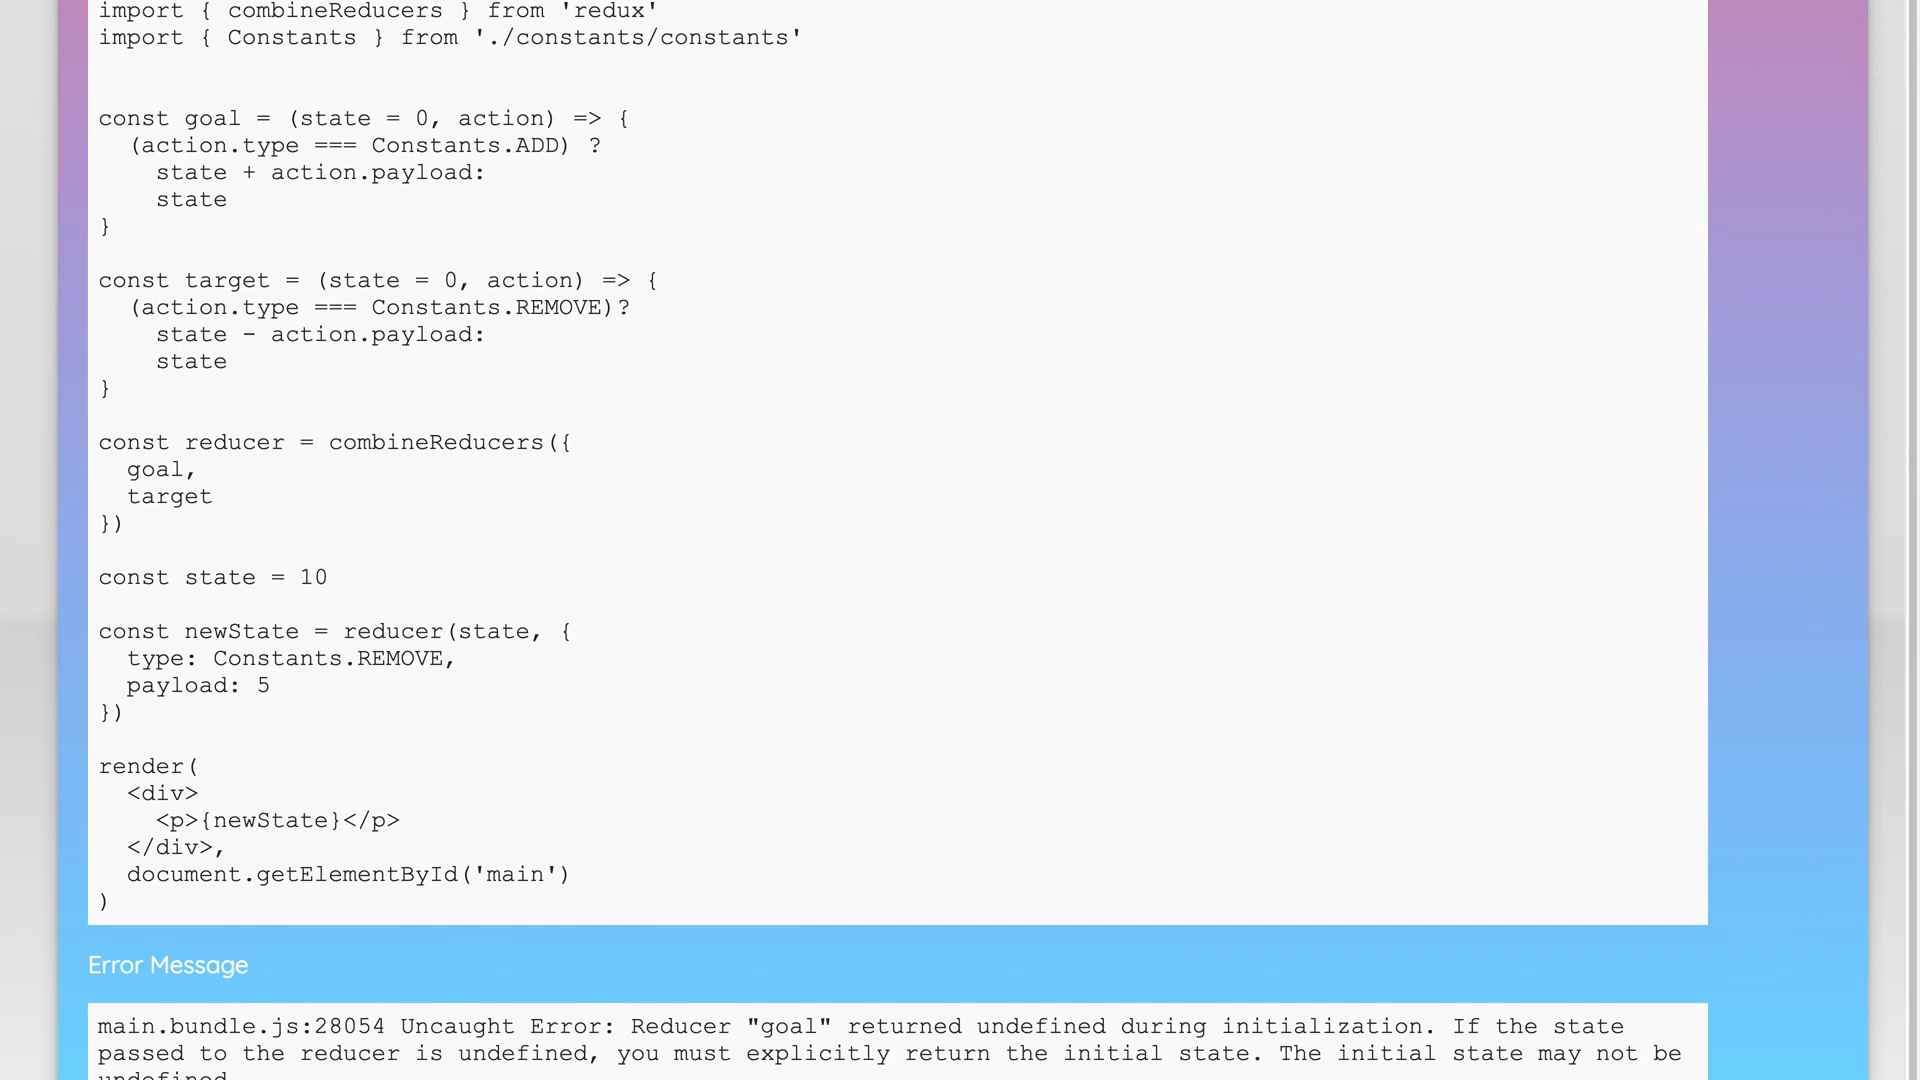 import { combineReducers } from 'redux'
import { Constants } from './constants/constants'
const goal = (state = 0, action) => {
(action.type === Constants.ADD) ?
state + action.payload:
state
}
const target = (state = 0, action) => {
(action.type === Constants.REMOVE)?
state - action.payload:
state
}
const reducer = combineReducers({
goal,
target
})
const state = 10
const newState = reducer(state, {
type: Constants.REMOVE,
payload: 5
})
render(
<div>
<p>{newState}</p>
</div>,
document.getElementById('main')
)
Error Message
main.bundle.js:28054 Uncaught Error: Reducer "goal" returned undefined during initialization. If the state
passed to the reducer is undefined, you must explicitly return the initial state. The initial state may not be
undefined